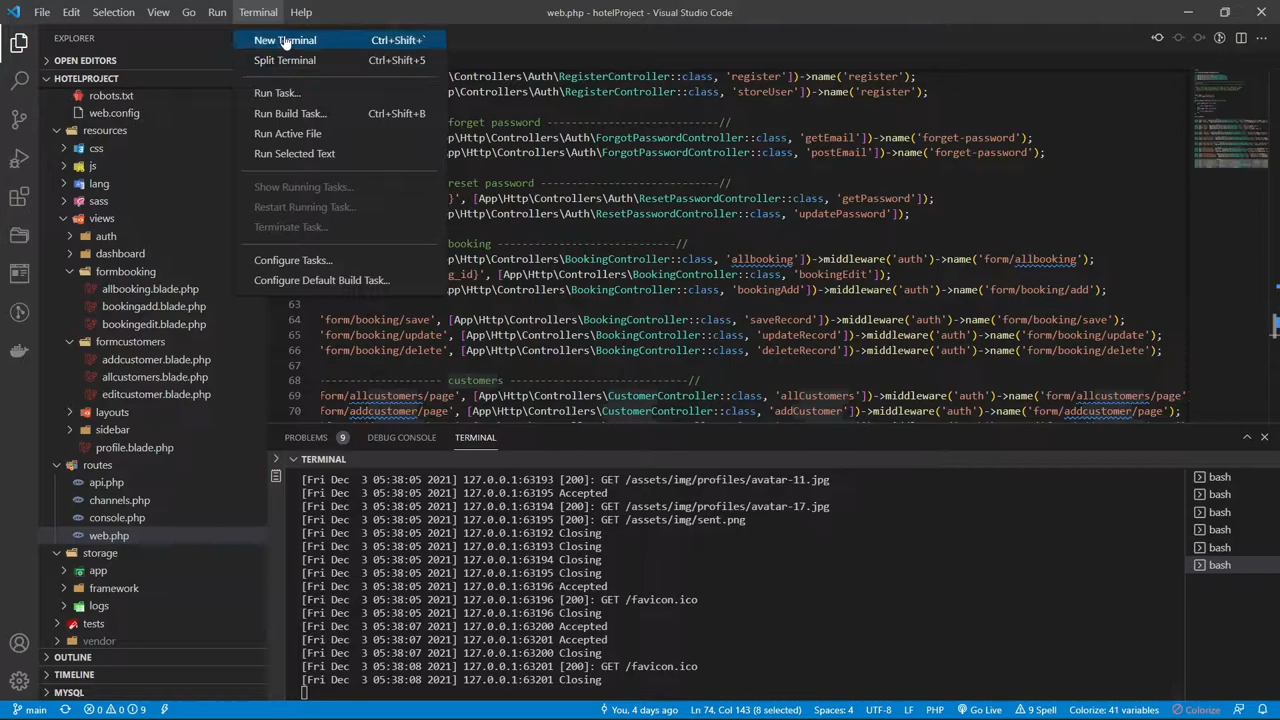 File Edit Selection View Go Run Terminal Help
web.php - hotelProject - Visual Studio Code
EXPLORER
OPEN EDITORS
HOTELPROJECT
robots.txt
web.config
resources
css
js
lang
sass
views
auth
dashboard
formbooking
allbooking.blade.php
bookingadd.blade.php
bookingedit.blade.php
formcustomers
addcustomer.blade.php
allcustomers.blade.php
editcustomer.blade.php
layouts
sidebar
profile.blade.php
routes
api.php
channels.php
console.php
web.php
storage
app
framework
logs
tests
vendor
OUTLINE
TIMELINE
MYSQL
New Terminal Ctrl+Shift+`
Split Terminal Ctrl+Shift+5
Run Task...
Run Build Task... Ctrl+Shift+B
Run Active File
Run Selected Text
Show Running Tasks...
Restart Running Task...
Terminate Task...
Configure Tasks...
Configure Default Build Task...
p\Controllers\Auth\RegisterController::class, 'register'])->name('register');
p\Controllers\Auth\RegisterController::class, 'storeUser'])->name('register');
forget password ----------------------------//
p\Controllers\Auth\ForgotPasswordController::class, 'getEmail'])->name('forget-password');
p\Controllers\Auth\ForgotPasswordController::class, 'postEmail'])->name('forget-password');
reset password ----------------------------//
}', [App\Http\Controllers\Auth\ResetPasswordController::class, 'getPassword']);
p\Controllers\Auth\ResetPasswordController::class, 'updatePassword']);
booking ----------------------------//
p\Http\Controllers\BookingController::class, 'allbooking'])->middleware('auth')->name('form/allbooking');
g_id}', [App\Http\Controllers\BookingController::class, 'bookingEdit']);
p\Http\Controllers\BookingController::class, 'bookingAdd'])->middleware('auth')->name('form/booking/add');
63
64 'form/booking/save', [App\Http\Controllers\BookingController::class, 'saveRecord'])->middleware('auth')->name('form/booking/save');
65 'form/booking/update', [App\Http\Controllers\BookingController::class, 'updateRecord'])->middleware('auth')->name('form/booking/update');
66 'form/booking/delete', [App\Http\Controllers\BookingController::class, 'deleteRecord'])->middleware('auth')->name('form/booking/delete');
67
68 -------------------- customers -----------------------------//
69 form/allcustomers/page', [App\Http\Controllers\CustomerController::class, 'allCustomers'])->middleware('auth')->name('form/allcustomers/page'
70 form/addcustomer/page', [App\Http\Controllers\CustomerController::class, 'addCustomer'])->middleware('auth')->name('form/addcustomer/page');
PROBLEMS 9 DEBUG CONSOLE TERMINAL
TERMINAL
[Fri Dec  3 05:38:05 2021] 127.0.0.1:63193 [200]: GET /assets/img/profiles/avatar-11.jpg
[Fri Dec  3 05:38:05 2021] 127.0.0.1:63195 Accepted
[Fri Dec  3 05:38:05 2021] 127.0.0.1:63194 [200]: GET /assets/img/profiles/avatar-17.jpg
[Fri Dec  3 05:38:05 2021] 127.0.0.1:63195 [200]: GET /assets/img/sent.png
[Fri Dec  3 05:38:05 2021] 127.0.0.1:63192 Closing
[Fri Dec  3 05:38:05 2021] 127.0.0.1:63193 Closing
[Fri Dec  3 05:38:05 2021] 127.0.0.1:63194 Closing
[Fri Dec  3 05:38:05 2021] 127.0.0.1:63195 Closing
[Fri Dec  3 05:38:05 2021] 127.0.0.1:63196 Accepted
[Fri Dec  3 05:38:05 2021] 127.0.0.1:63196 [200]: GET /favicon.ico
[Fri Dec  3 05:38:05 2021] 127.0.0.1:63196 Closing
[Fri Dec  3 05:38:07 2021] 127.0.0.1:63200 Accepted
[Fri Dec  3 05:38:07 2021] 127.0.0.1:63201 Accepted
[Fri Dec  3 05:38:07 2021] 127.0.0.1:63200 Closing
[Fri Dec  3 05:38:08 2021] 127.0.0.1:63201 [200]: GET /favicon.ico
[Fri Dec  3 05:38:08 2021] 127.0.0.1:63201 Closing
bash
bash
bash
bash
bash
bash
main 0 0 9 You, 4 days ago Ln 74, Col 143 (8 selected) Spaces: 4 UTF-8 LF PHP Go Live 9 Spell Colorize: 41 variables Colorize